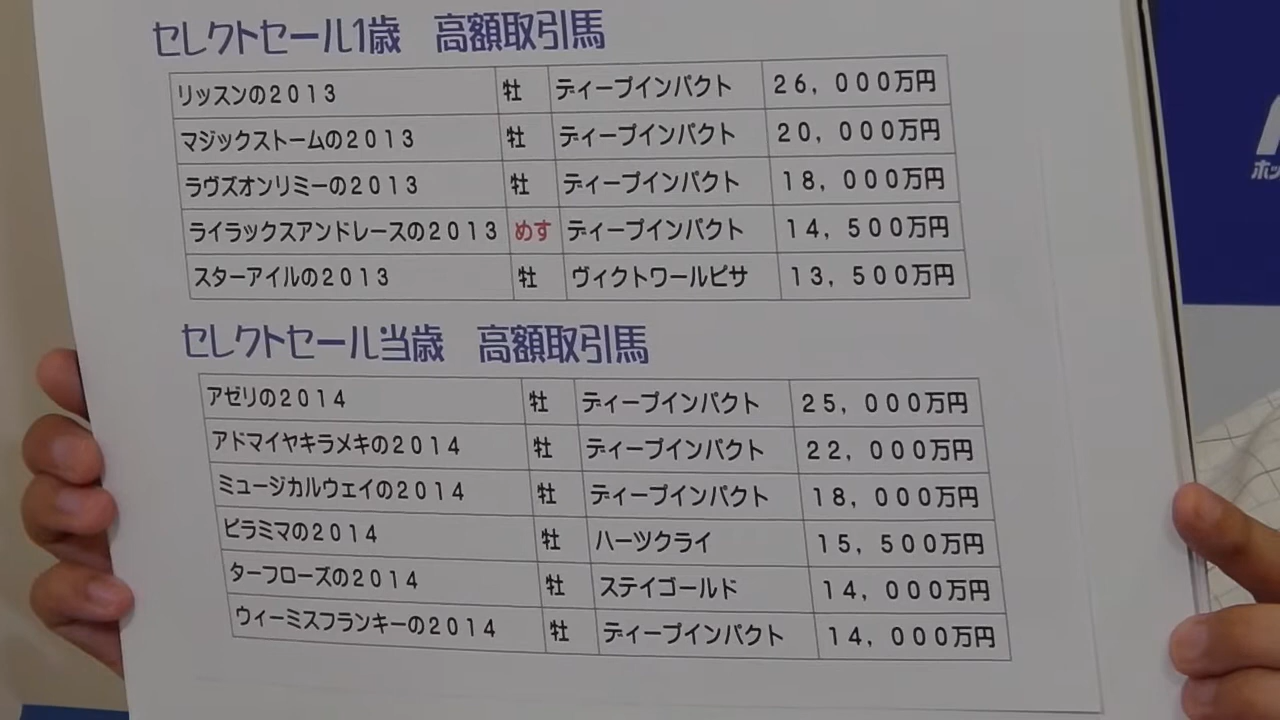 セレクトセール1歳 高額取引馬
リッスンの2013 牡 ディープインパクト 26,000万円
マジックストームの2013 牡 ディープインパクト 20,000万円
ラヴズオンリミーの2013 牡 ディープインパクト 18,000万円
ライラックスアンドレースの2013 めす ディープインパクト 14,500万円
スターアイルの2013 牡 ヴィクトワールピサ 13,500万円
セレクトセール当歳 高額取引馬
アゼリの2014 牡 ディープインパクト 25,000万円
アドマイヤキラメキの2014 牡 ディープインパクト 22,000万円
ミュージカルウェイの2014 牡 ディープインパクト 18,000万円
ピラミマの2014 牡 ハーツクライ 15,500万円
ターフローズの2014 牡 ステイゴールド 14,000万円
ウィーミスフランキーの2014 牡 ディープインパクト 14,000万円